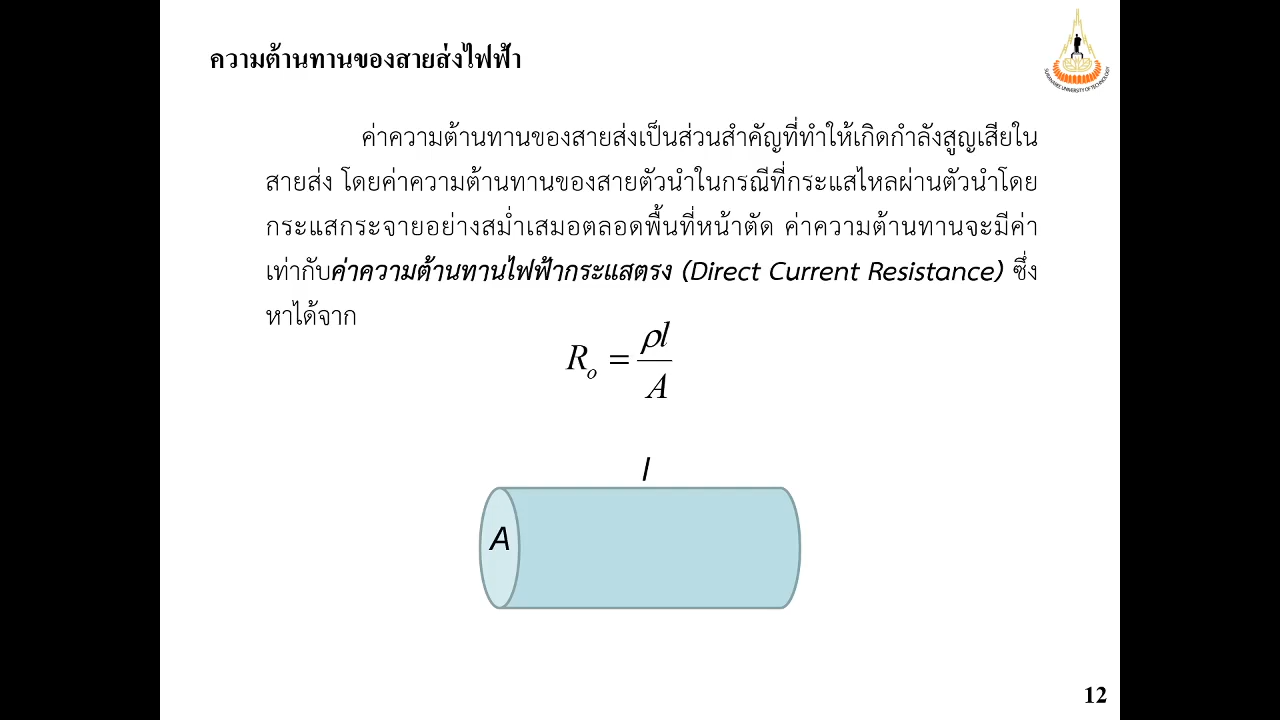 ความต้านทานของสายส่งไฟฟ้า
SURANAREE UNIVERSITY OF TECHNOLOGY
ค่าความต้านทานของสายส่งเป็นส่วนสำคัญที่ทำให้เกิดกำลังสูญเสียใน
สายส่ง โดยค่าความต้านทานของสายตัวนำในกรณีที่กระแสไหลผ่านตัวนำโดย
กระแสกระจายอย่างสม่ำเสมอตลอดพื้นที่หน้าตัด ค่าความต้านทานจะมีค่า
เท่ากับค่าความต้านทานไฟฟ้ากระแสตรง (Direct Current Resistance) ซึ่ง
หาได้จาก
R_o = ρl / A
l
A
12